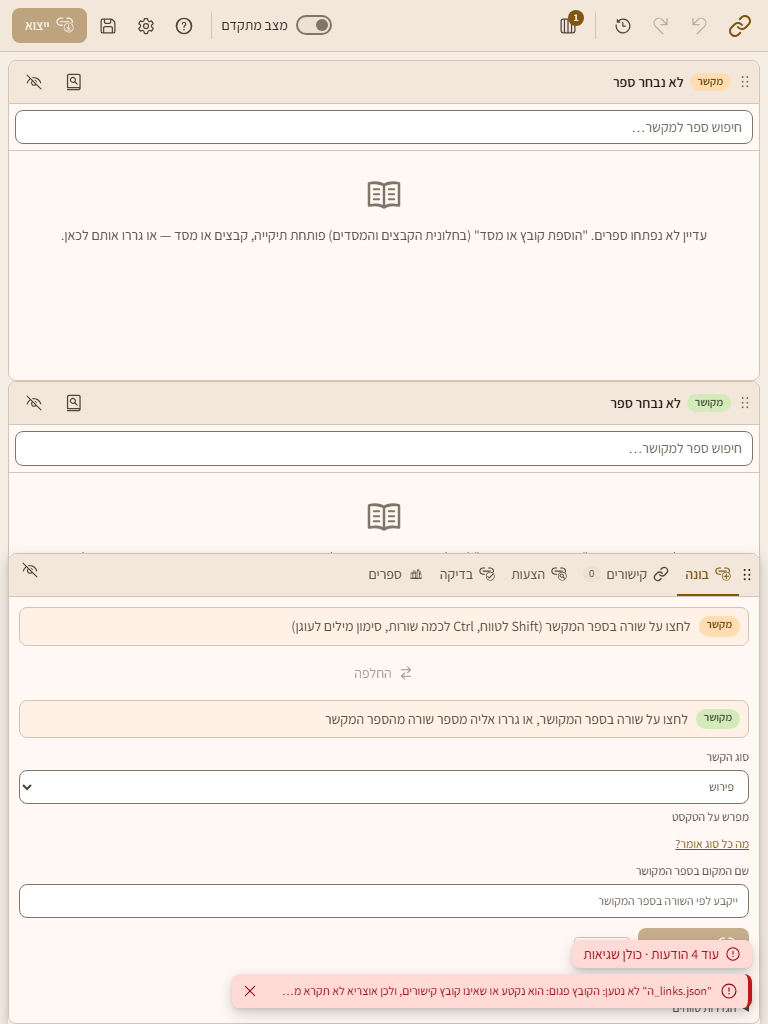 1
מצב מתקדם
ייצוא
מקשר
לא נבחר ספר
חיפוש ספר למקשר…
עדיין לא נפתחו ספרים. "הוספת קובץ או מסד" (בחלונית הקבצים והמסדים) פותחת תיקייה, קבצים או מסד — או גררו אותם לכאן.
מקושר
לא נבחר ספר
חיפוש ספר למקושר…
בונה
קישורים
0
הצעות
בדיקה
ספרים
מקשר
לחצו על שורה בספר המקשר (Shift לטווח, Ctrl לכמה שורות, סימון מילים לעוגן)
החלפה
מקושר
לחצו על שורה בספר המקושר, או גררו אליה מספר שורה מהספר המקשר
סוג הקשר
פירוש
מפרש על הטקסט
מה כל סוג אומר?
שם המקום בספר המקושר
ייקבע לפי השורה בספר המקושר
עוד 4 הודעות · כולן שגיאות
"ה_links.json" לא נטען: הקובץ פגום: הוא נקטע או שאינו קובץ קישורים, ולכן אוצריא לא תקרא מ…